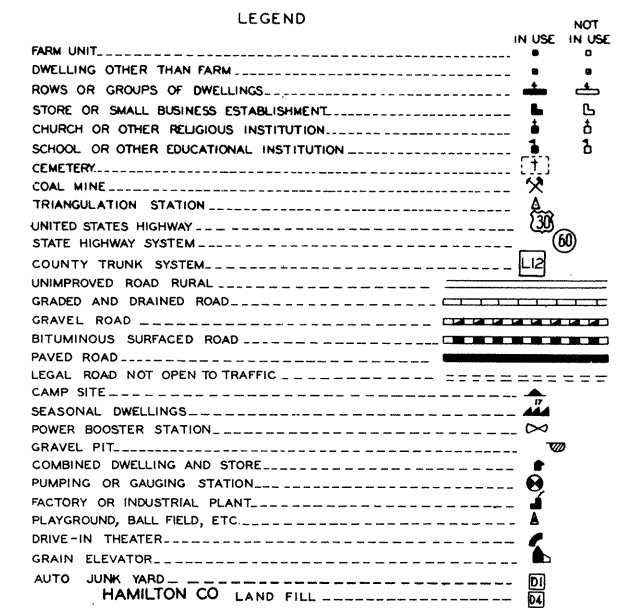 LEGEND
NOT
IN USE IN USE
FARM UNIT
DWELLING OTHER THAN FARM
ROWS OR GROUPS OF DWELLINGS
STORE OR SMALL BUSINESS ESTABLISHMENT
CHURCH OR OTHER RELIGIOUS INSTITUTION
SCHOOL OR OTHER EDUCATIONAL INSTITUTION
CEMETERY
COAL MINE
TRIANGULATION STATION
UNITED STATES HIGHWAY 30
STATE HIGHWAY SYSTEM 60
COUNTY TRUNK SYSTEM L12
UNIMPROVED ROAD RURAL
GRADED AND DRAINED ROAD
GRAVEL ROAD
BITUMINOUS SURFACED ROAD
PAVED ROAD
LEGAL ROAD NOT OPEN TO TRAFFIC
CAMP SITE
SEASONAL DWELLINGS 17
POWER BOOSTER STATION
GRAVEL PIT
COMBINED DWELLING AND STORE
PUMPING OR GAUGING STATION
FACTORY OR INDUSTRIAL PLANT
PLAYGROUND, BALL FIELD, ETC.
DRIVE-IN THEATER
GRAIN ELEVATOR
AUTO JUNK YARD D1
HAMILTON CO LAND FILL D4